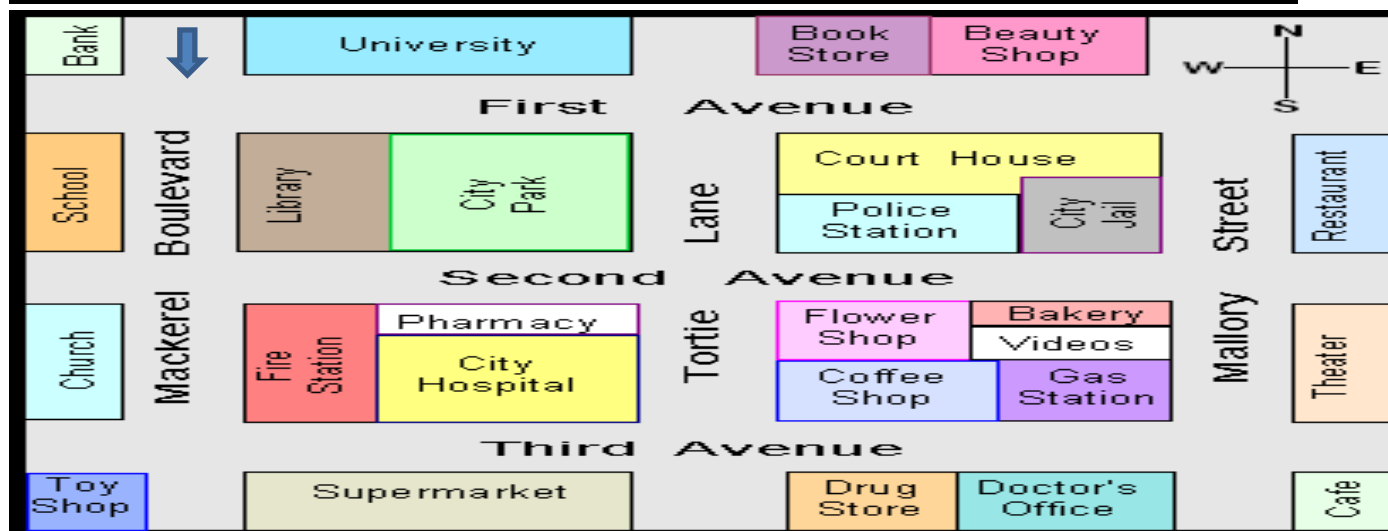 Bank
University
Book
Store
Beauty
Shop
N
W
E
S
First Avenue
School
Boulevard
Library
City
Park
Lane
Court House
Police
Station
City
Jail
Street
Restaurant
Second Avenue
Church
Mackerel
Fire
Station
Pharmacy
City
Hospital
Tortie
Flower
Shop
Bakery
Videos
Coffee
Shop
Gas
Station
Mallory
Theater
Third Avenue
Toy
Shop
Supermarket
Drug
Store
Doctor's
Office
Cafe